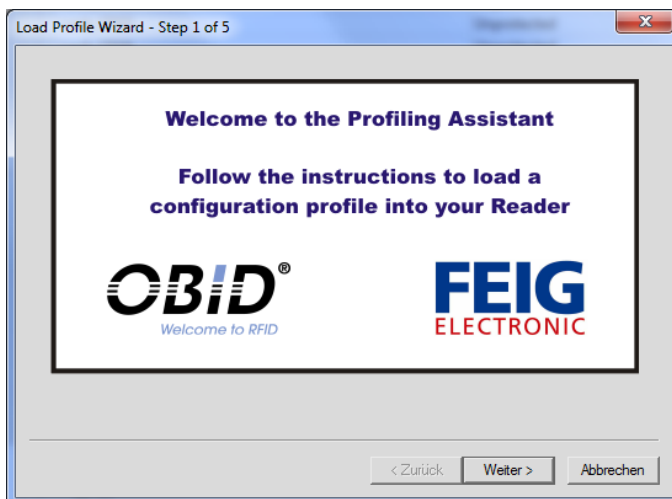 Load Profile Wizard - Step 1 of 5
Welcome to the Profiling Assistant
Follow the instructions to load a
configuration profile into your Reader
OBiD®
Welcome to RFID
FEIG
ELECTRONIC
< Zurück
Weiter >
Abbrechen